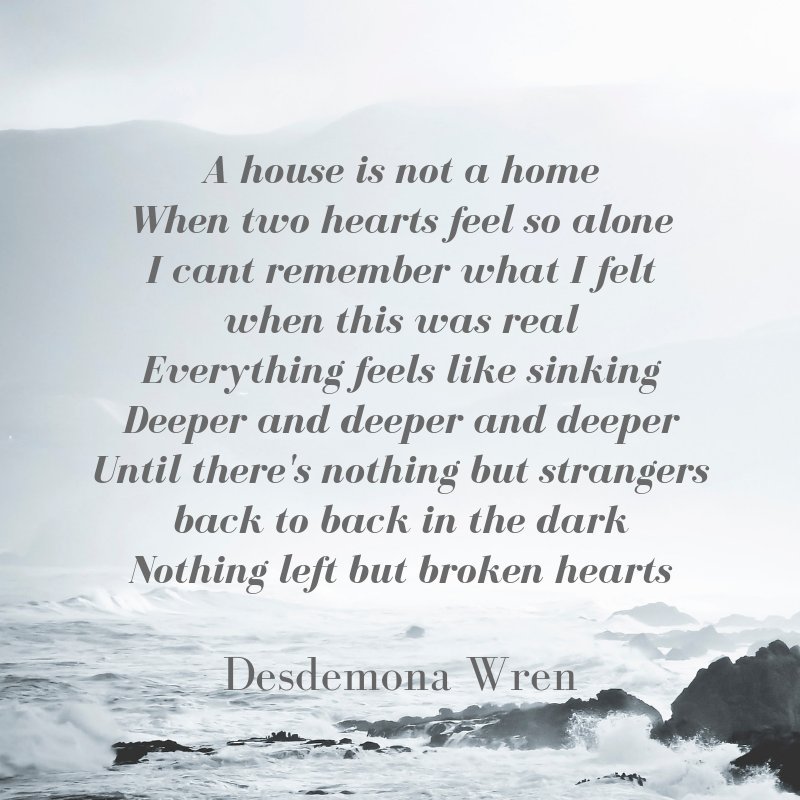 A house is not a home
When two hearts feel so alone
I cant remember what I felt
when this was real
Everything feels like sinking
Deeper and deeper and deeper
Until there's nothing but strangers
back to back in the dark
Nothing left but broken hearts
Desdemona Wren